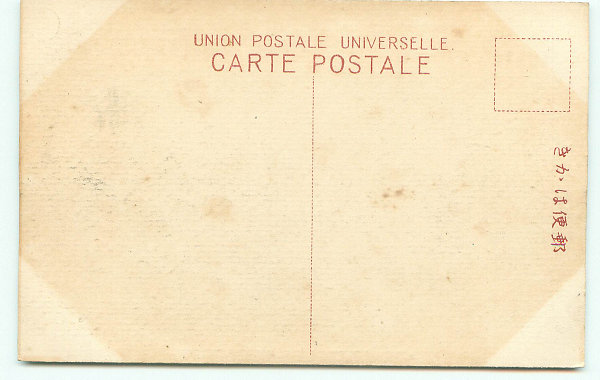 UNION POSTALE UNIVERSELLE.
CARTE POSTALE
郵便はかき